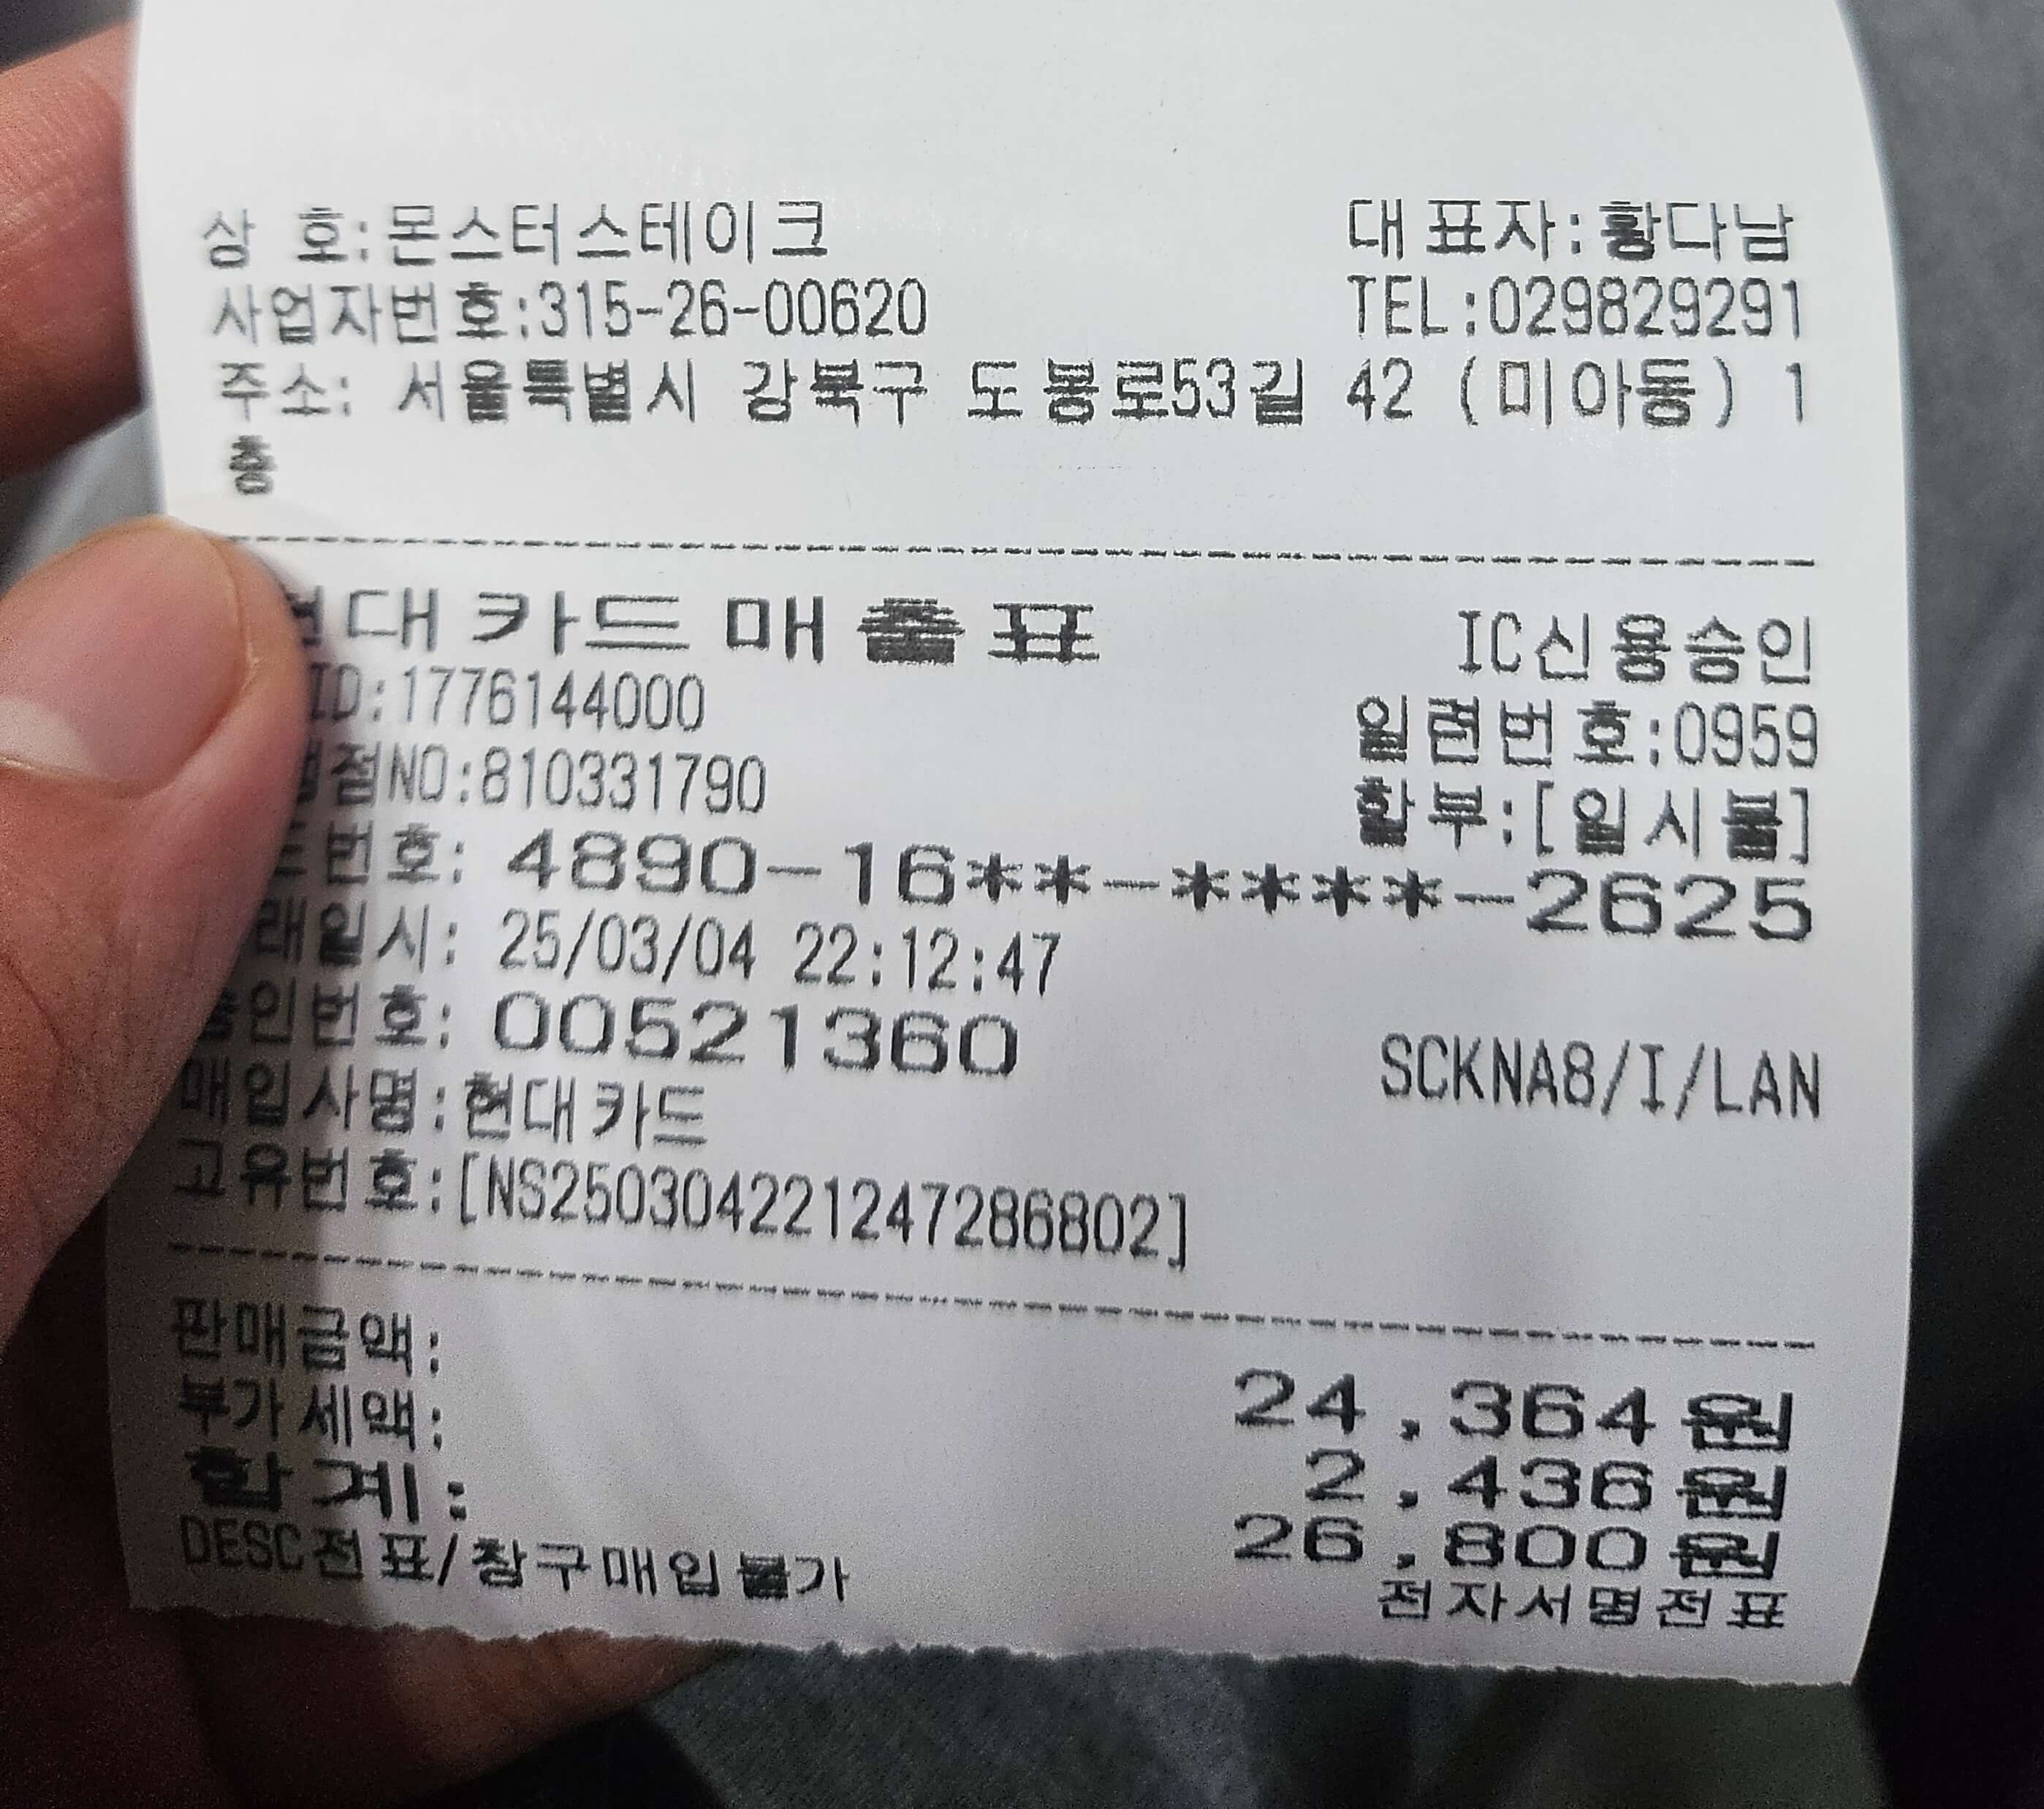 상 호:몬스터스테이크 대표자:황다남
사업자번호:315-26-00620 TEL:029829291
주소: 서울특별시 강북구 도봉로53길 42 (미아동) 1
층
현대카드매출표 IC신용승인
ID:1776144000 일련번호:0959
점NO:810331790 할부:[일시불]
번호: 4890-16**-****-2625
래일시: 25/03/04 22:12:47
인번호: 00521360 SCKNA8/I/LAN
매입사명:현대카드
고유번호:[NS250304221247286802]
판매금액: 24,364원
부가세액: 2,436원
합계: 26,800원
DESC전표/창구매입불가 전자서명전표